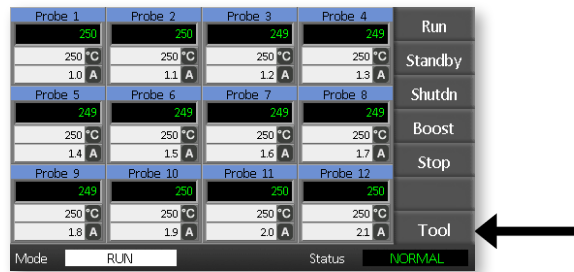 Probe 1 Probe 2 Probe 3 Probe 4 Run
250 250 249 249
250 °C 250 °C 250 °C 250 °C Standby
1.0 A 1.1 A 1.2 A 1.3 A
Probe 5 Probe 6 Probe 7 Probe 8 Shutdn
249 249 249 249
250 °C 250 °C 250 °C 250 °C Boost
1.4 A 1.5 A 1.6 A 1.7 A Stop
Probe 9 Probe 10 Probe 11 Probe 12
249 250 250 250
250 °C 250 °C 250 °C 250 °C
1.8 A 1.9 A 2.0 A 2.1 A Tool
Mode RUN Status NORMAL